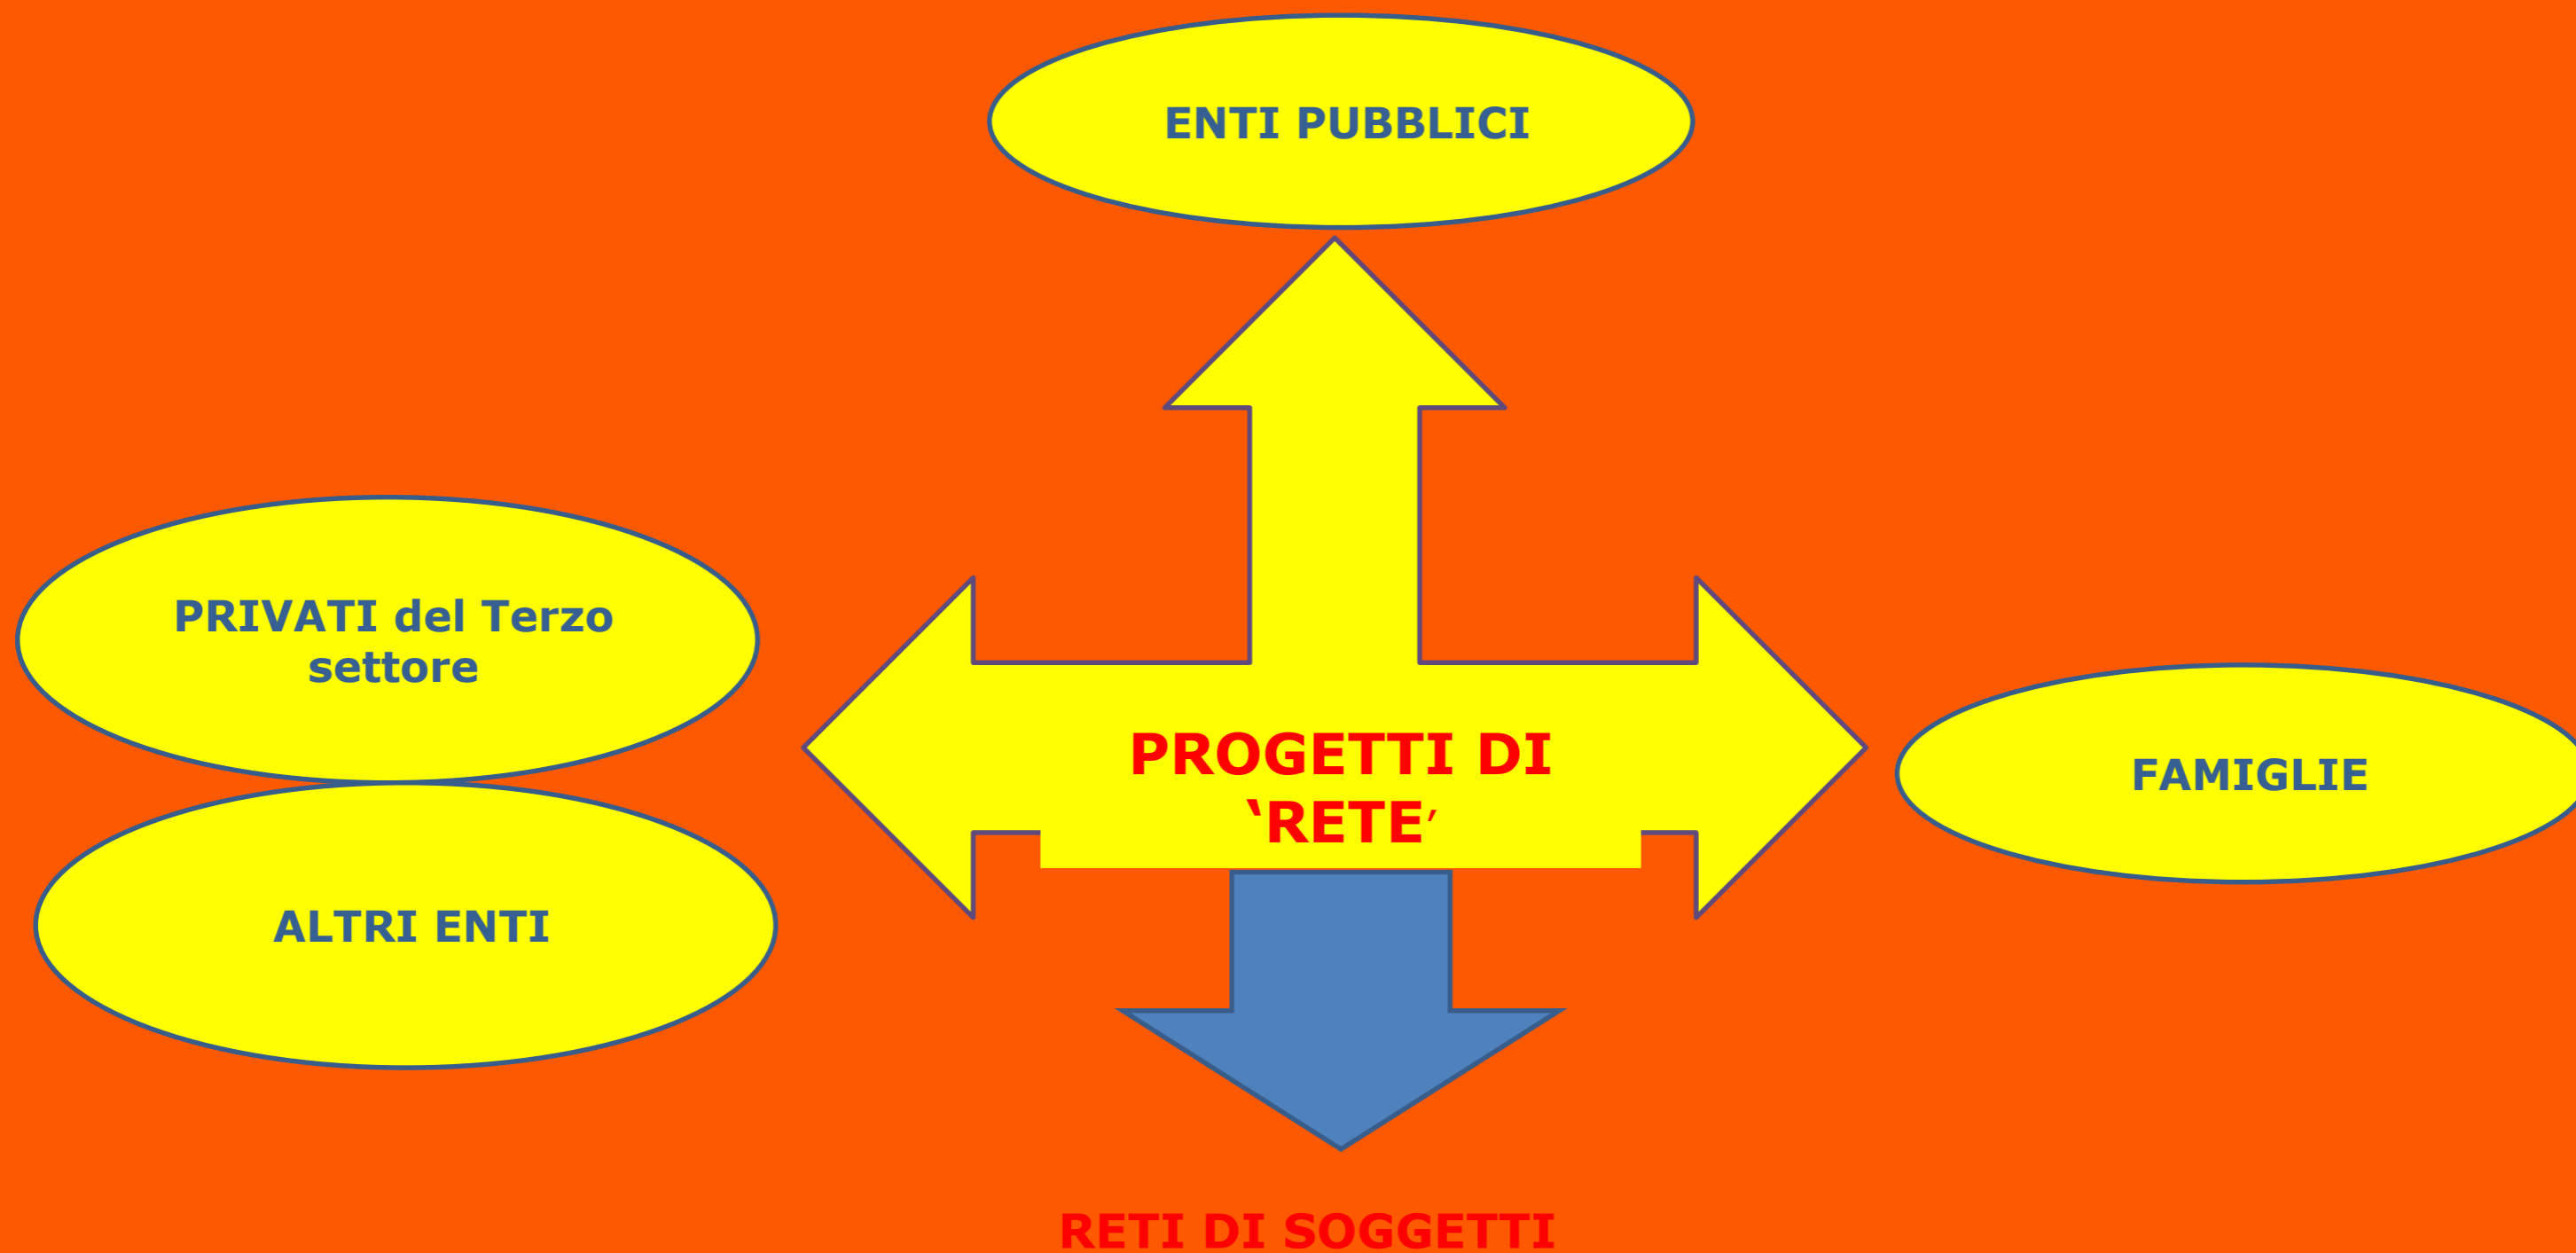 ENTI PUBBLICI
PRIVATI del Terzo
settore
PROGETTI DI
‘RETE’
FAMIGLIE
ALTRI ENTI
RETI DI SOGGETTI